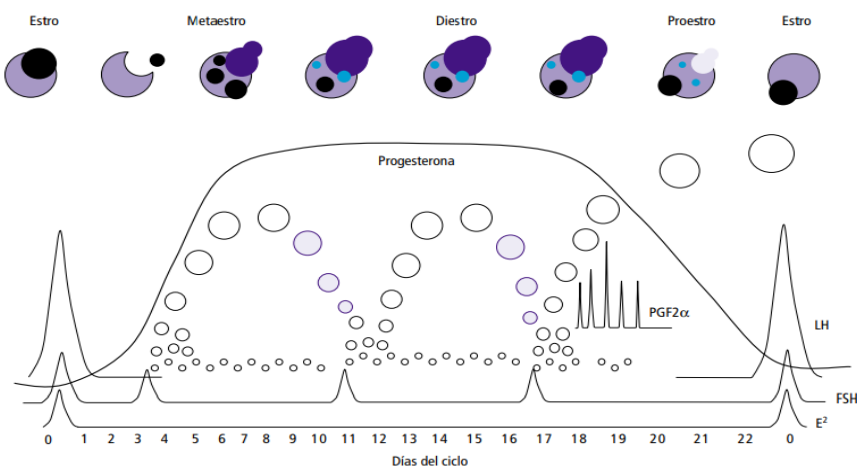 Estro Metaestro Diestro Proestro Estro
Progesterona
PGF2α
LH
FSH
E²
0 1 2 3 4 5 6 7 8 9 10 11 12 13 14 15 16 17 18 19 20 21 22 0
Días del ciclo